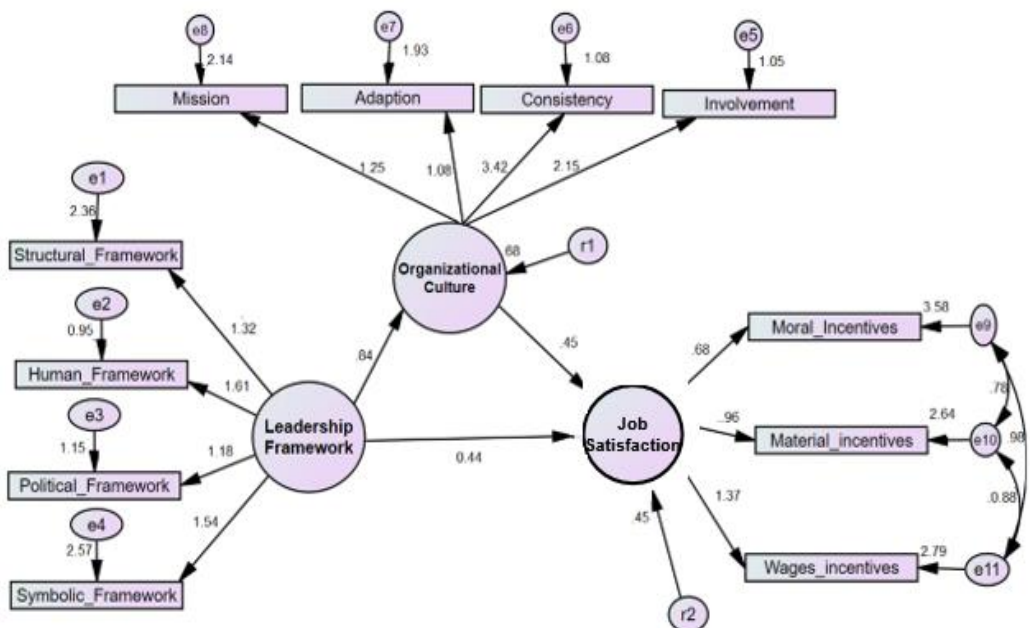 e8
e7
e6
e5
2.14
1.93
1.08
1.05
Mission
Adaption
Consistency
Involvement
1.25
1.08
3.42
2.15
e1
2.36
Structural_Framework
e2
0.95
Human_Framework
e3
1.15
Political_Framework
e4
2.57
Symbolic_Framework
1.32
1.61
1.18
1.54
Leadership
Framework
.84
0.44
Organizational
Culture
68
r1
.45
Job
Satisfaction
.45
r2
.68
..96
1.37
Moral_Incentives
3.58
e9
Material_incentives
2.64
e10
Wages_incentives
2.79
e11
.78
.98
.0.88